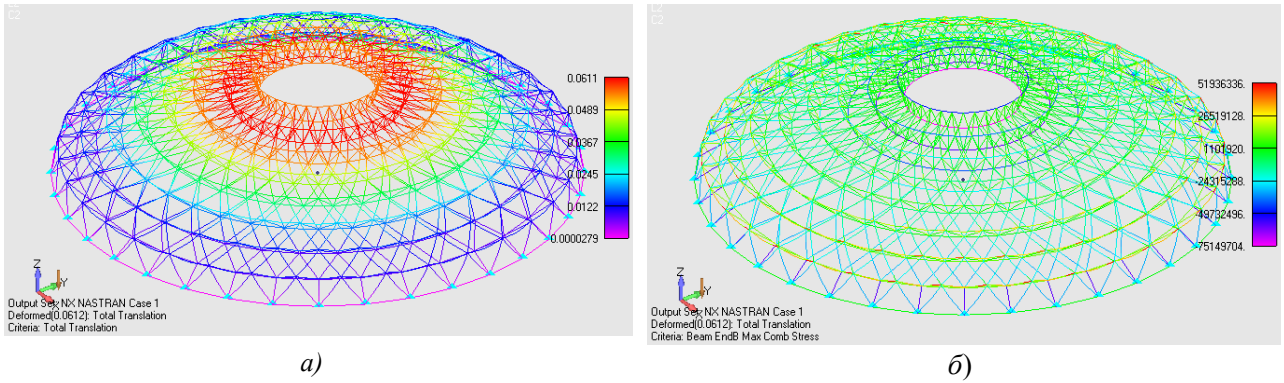 0.0611
0.0489
0.0367
0.0245
0.0122
0.0000279
Z
Y
X
Output Set: NX NASTRAN Case 1
Deformed(0.0612): Total Translation
Criteria: Total Translation
а)
51936336.
26519128.
1101920.
-24315288.
-49732496.
-75149704.
Z
Y
X
Output Set: NX NASTRAN Case 1
Deformed(0.0612): Total Translation
Criteria: Beam EndB Max Comb Stress
б)